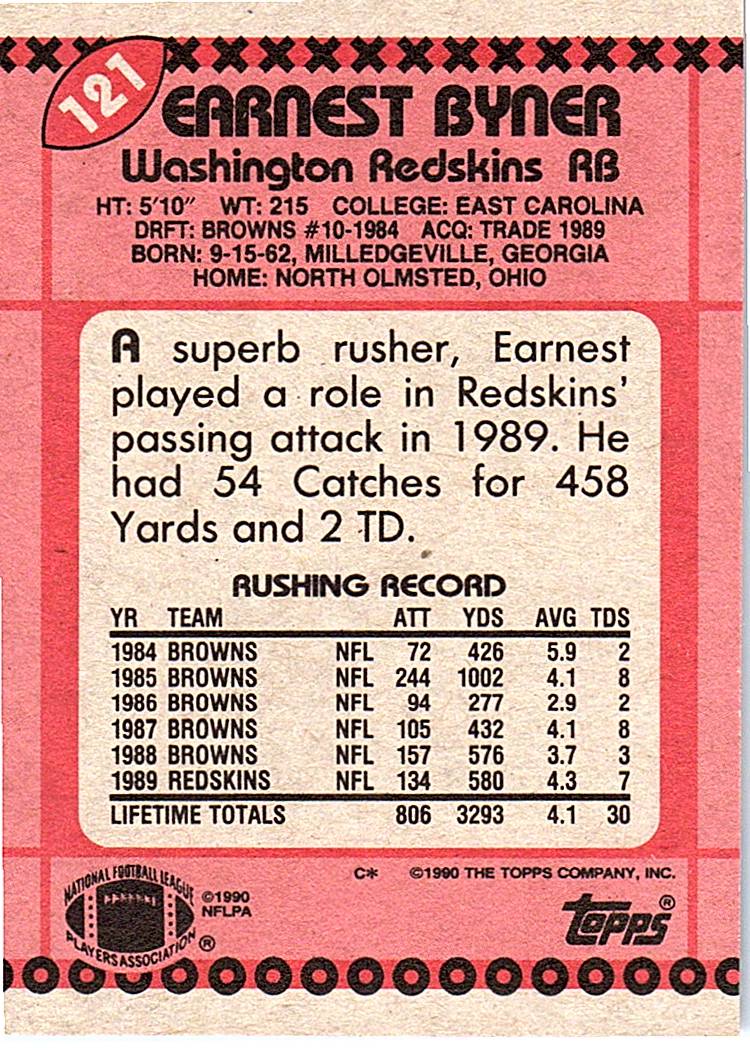 121
EARNEST BYNER
Washington Redskins RB
HT: 5'10" WT: 215 COLLEGE: EAST CAROLINA
DRFT: BROWNS #10-1984 ACQ: TRADE 1989
BORN: 9-15-62, MILLEDGEVILLE, GEORGIA
HOME: NORTH OLMSTED, OHIO
A superb rusher, Earnest
played a role in Redskins'
passing attack in 1989. He
had 54 Catches for 458
Yards and 2 TD.
RUSHING RECORD
YR TEAM ATT YDS AVG TDS
1984 BROWNS NFL 72 426 5.9 2
1985 BROWNS NFL 244 1002 4.1 8
1986 BROWNS NFL 94 277 2.9 2
1987 BROWNS NFL 105 432 4.1 8
1988 BROWNS NFL 157 576 3.7 3
1989 REDSKINS NFL 134 580 4.3 7
LIFETIME TOTALS 806 3293 4.1 30
C* ©1990 THE TOPPS COMPANY, INC.
NATIONAL FOOTBALL LEAGUE
PLAYERS ASSOCIATION ®
©1990
NFLPA
topps ®